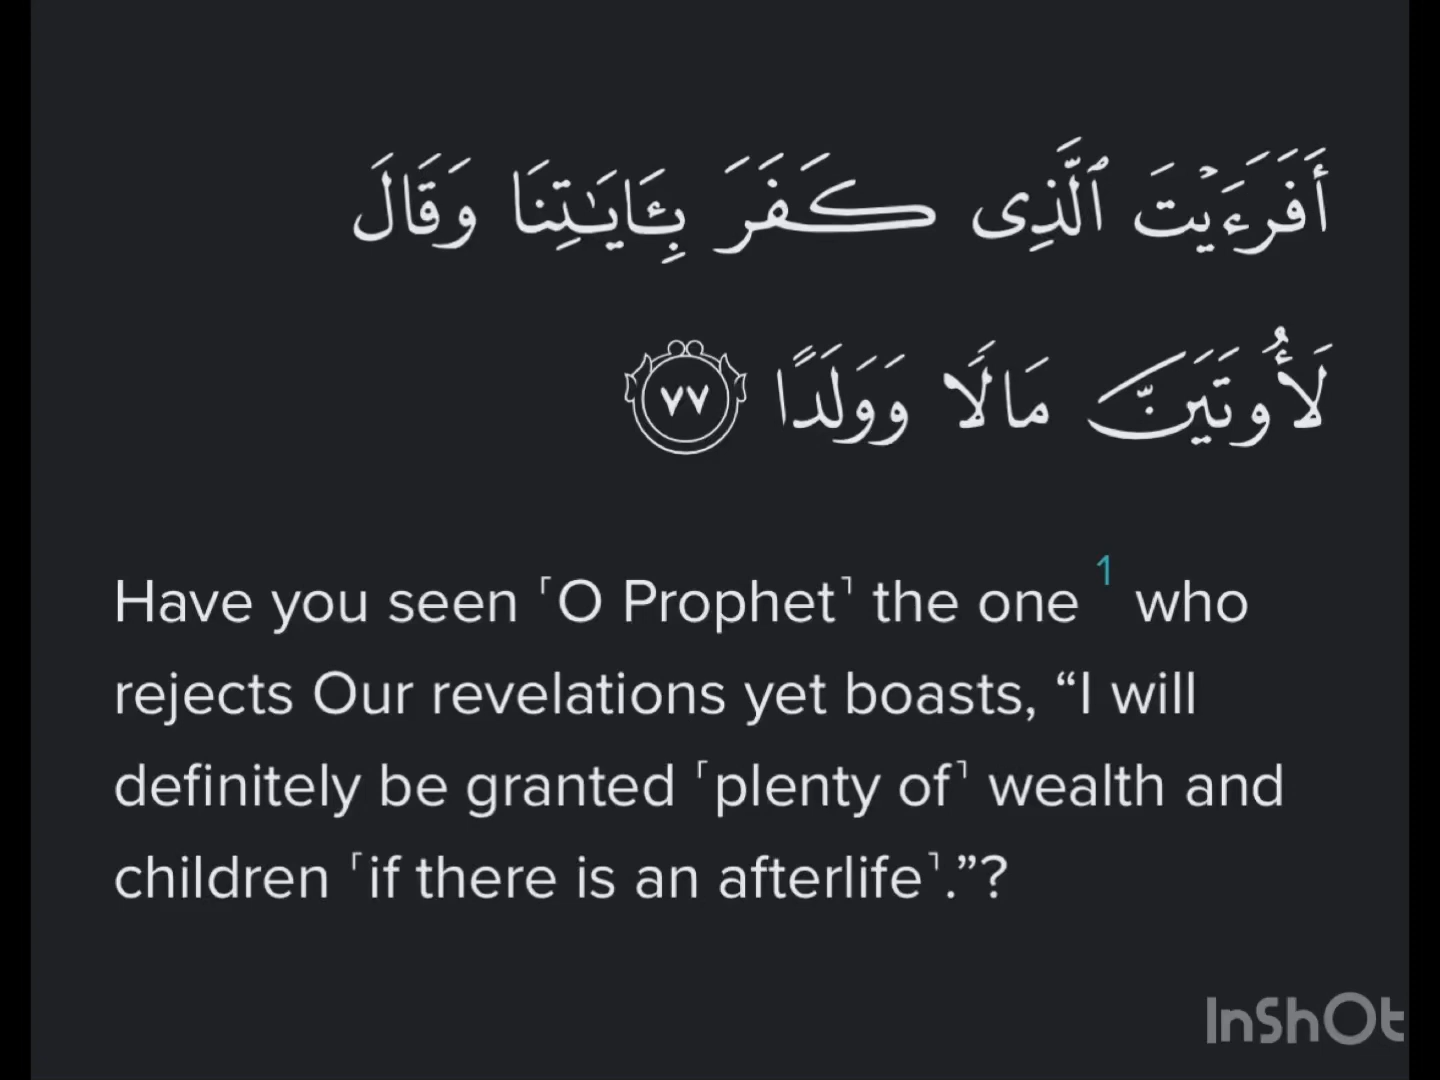 أَفَرَءَيْتَ ٱلَّذِى كَفَرَ بِـَٔايَـٰتِنَا وَقَالَ
لَأُوتَيَنَّ مَالًا وَوَلَدًا ٧٧
Have you seen ˹O Prophet˺ the one 1 who
rejects Our revelations yet boasts, “I will
definitely be granted ˹plenty of˺ wealth and
children ˹if there is an afterlife˺.”?
InShOt